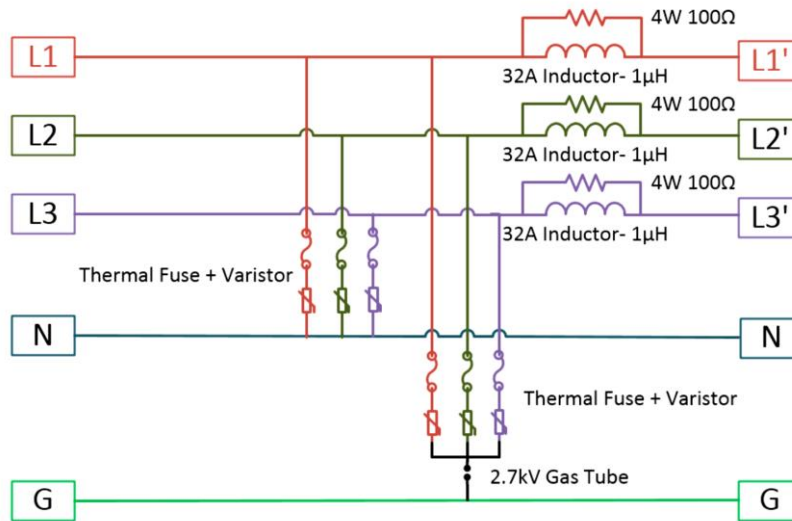 4W 100Ω
L1
L1'
32A Inductor- 1µH
4W 100Ω
L2
L2'
32A Inductor- 1µH
4W 100Ω
L3
L3'
32A Inductor- 1µH
Thermal Fuse + Varistor
N
N
Thermal Fuse + Varistor
2.7kV Gas Tube
G
G